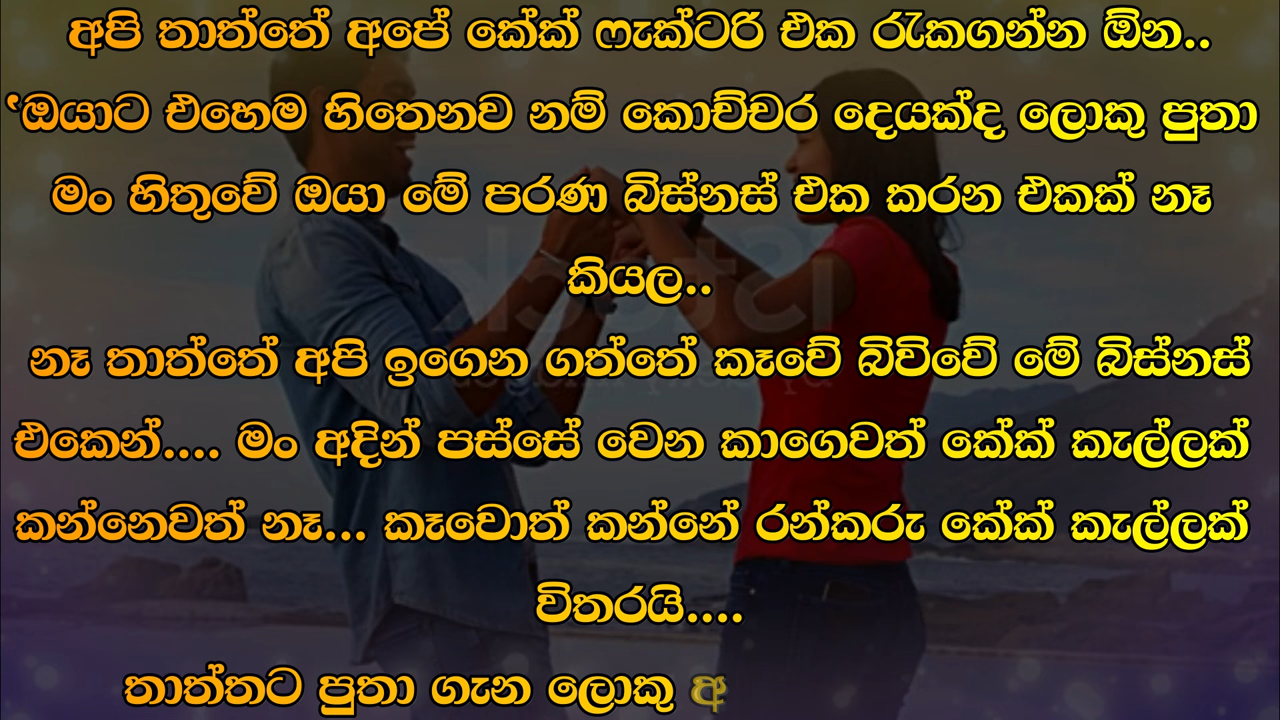 අපි තාත්තේ අපේ කේක් ෆැක්ටරි එක රැකගන්න ඕන..
‛ඔයාට එහෙම හිතෙනව නම් කොච්චර දෙයක්ද ලොකු පුතා
මං හිතුවේ ඔයා මේ පරණ බිස්නස් එක කරන එකක් නෑ
කියල..
නෑ තාත්තේ අපි ඉගෙන ගත්තේ කෑවේ බිව්වේ මේ බිස්නස්
එකෙන්.... මං අදින් පස්සේ වෙන කාගෙවත් කේක් කැල්ලක්
කන්නෙවත් නෑ... කෑවොත් කන්නේ රන්කරු කේක් කැල්ලක්
විතරයි....
තාත්තට පුතා ගැන ලොකු අ